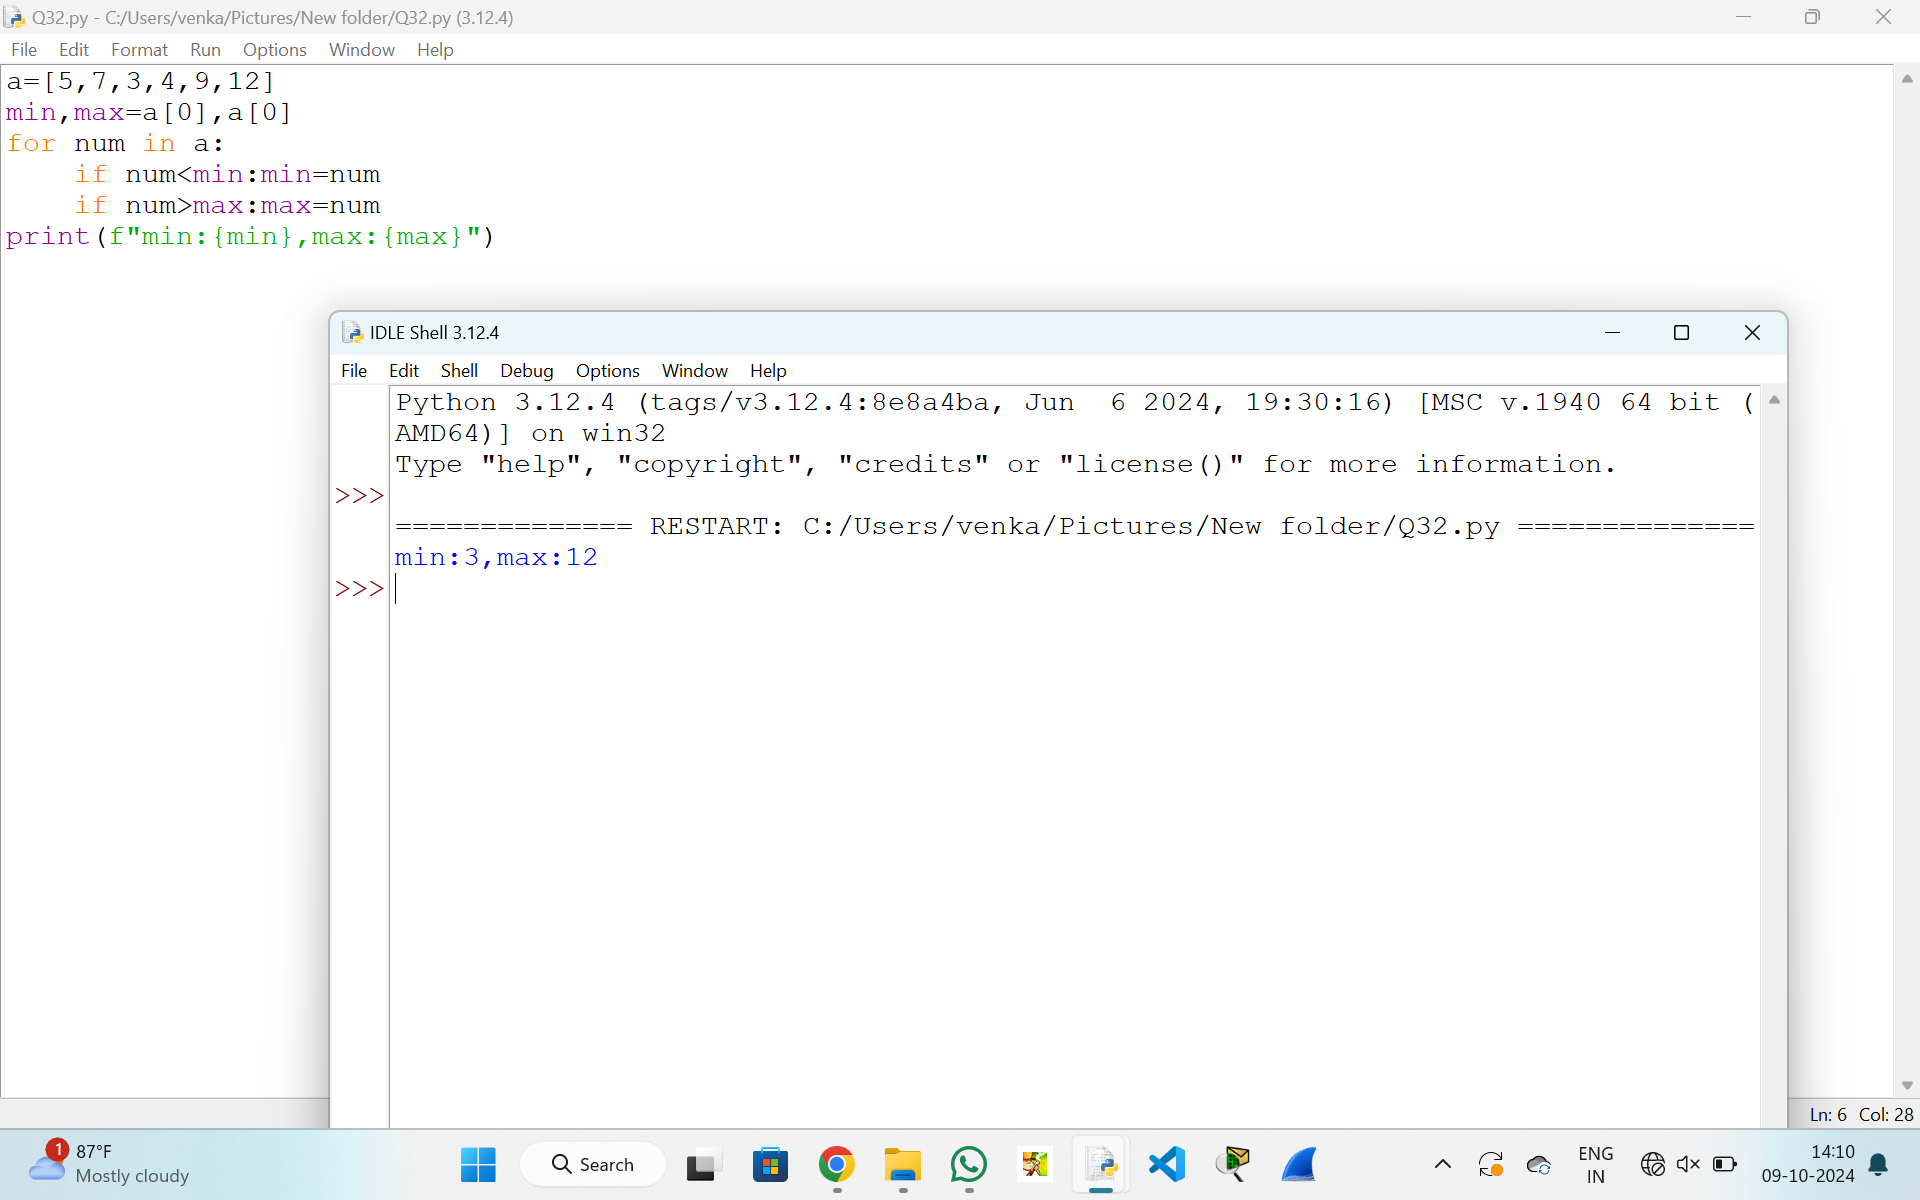 Q32.py - C:/Users/venka/Pictures/New folder/Q32.py (3.12.4)
File Edit Format Run Options Window Help
a=[5,7,3,4,9,12]
min,max=a[0],a[0]
for num in a:
    if num<min:min=num
    if num>max:max=num
print(f"min:{min},max:{max}")
IDLE Shell 3.12.4
File Edit Shell Debug Options Window Help
Python 3.12.4 (tags/v3.12.4:8e8a4ba, Jun  6 2024, 19:30:16) [MSC v.1940 64 bit (
AMD64)] on win32
Type "help", "copyright", "credits" or "license()" for more information.
>>>
============== RESTART: C:/Users/venka/Pictures/New folder/Q32.py ==============
min:3,max:12
>>>
Ln: 6 Col: 28
1
87°F
Mostly cloudy
Search
ENG
IN
14:10
09-10-2024